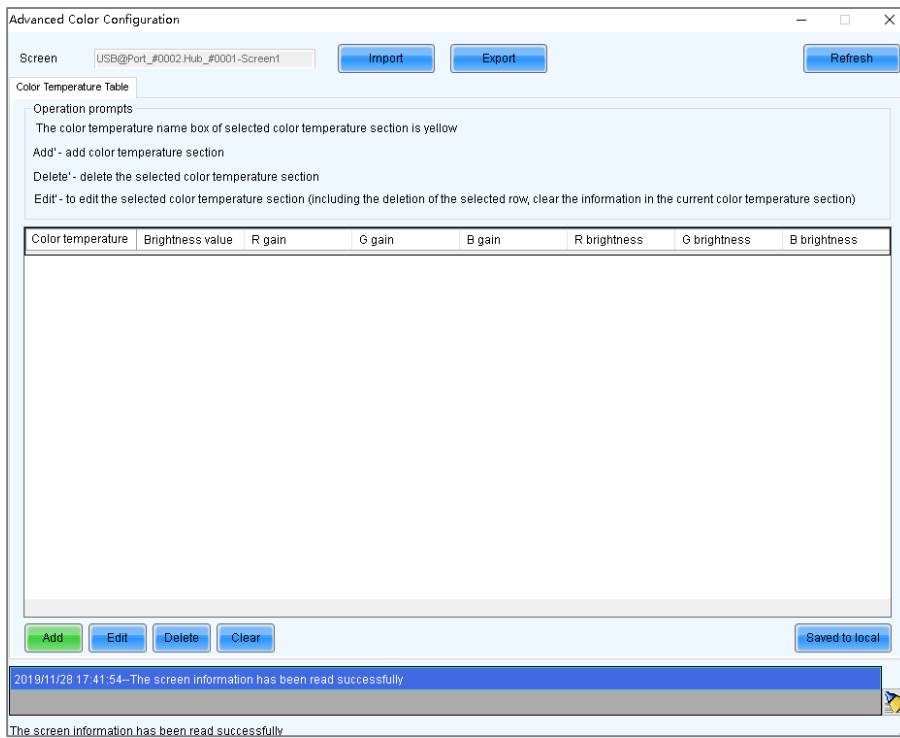 Advanced Color Configuration
Screen USB@Port_#0002.Hub_#0001-Screen1 Import Export Refresh
Color Temperature Table
Operation prompts
The color temperature name box of selected color temperature section is yellow
Add' - add color temperature section
Delete' - delete the selected color temperature section
Edit' - to edit the selected color temperature section (including the deletion of the selected row, clear the information in the current color temperature section)
Color temperature Brightness value R gain G gain B gain R brightness G brightness B brightness
Add Edit Delete Clear Saved to local
2019/11/28 17:41:54--The screen information has been read successfully
The screen information has been read successfully